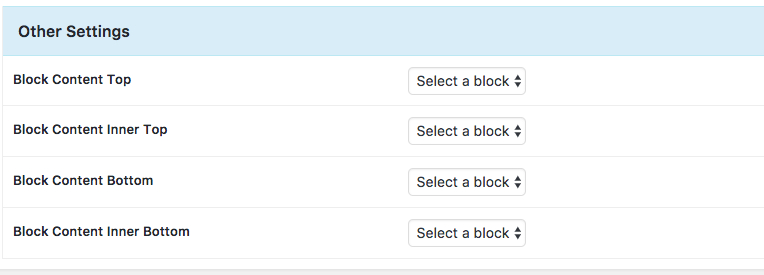 Other Settings
Block Content Top Select a block
Block Content Inner Top Select a block
Block Content Bottom Select a block
Block Content Inner Bottom Select a block